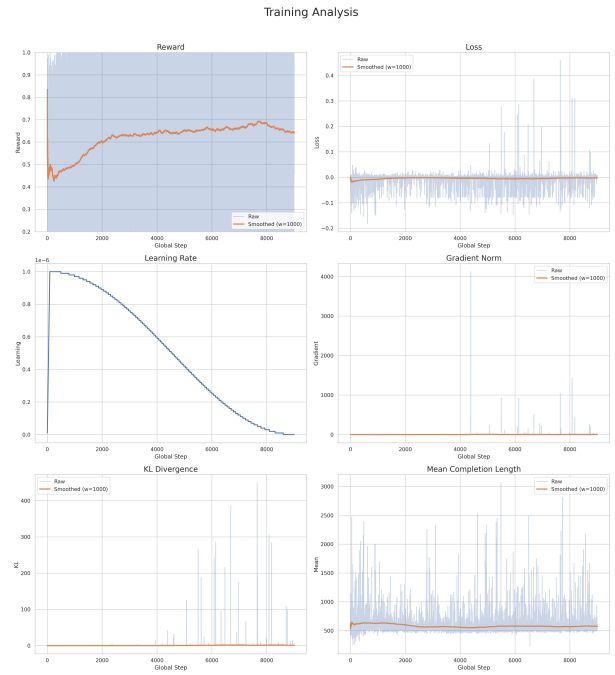 Training Analysis
Reward
1.0
0.9
0.8
0.7
0.6
0.5
0.4
0.3
0.2
Reward
Raw
Smoothed (w=1000)
0
2000
4000
6000
8000
Global Step
Loss
0.4
0.3
0.2
0.1
0.0
−0.1
−0.2
Loss
Raw
Smoothed (w=1000)
0
2000
4000
6000
8000
Global Step
Learning Rate
1e−6
1.0
0.8
0.6
0.4
0.2
0.0
Learning
0
2000
4000
6000
8000
Global Step
Gradient Norm
4000
3000
2000
1000
0
Gradient
Raw
Smoothed (w=1000)
0
2000
4000
6000
8000
Global Step
KL Divergence
400
300
200
100
0
KL
Raw
Smoothed (w=1000)
0
2000
4000
6000
8000
Global Step
Mean Completion Length
3000
2500
2000
1500
1000
500
Mean
Raw
Smoothed (w=1000)
0
2000
4000
6000
8000
Global Step